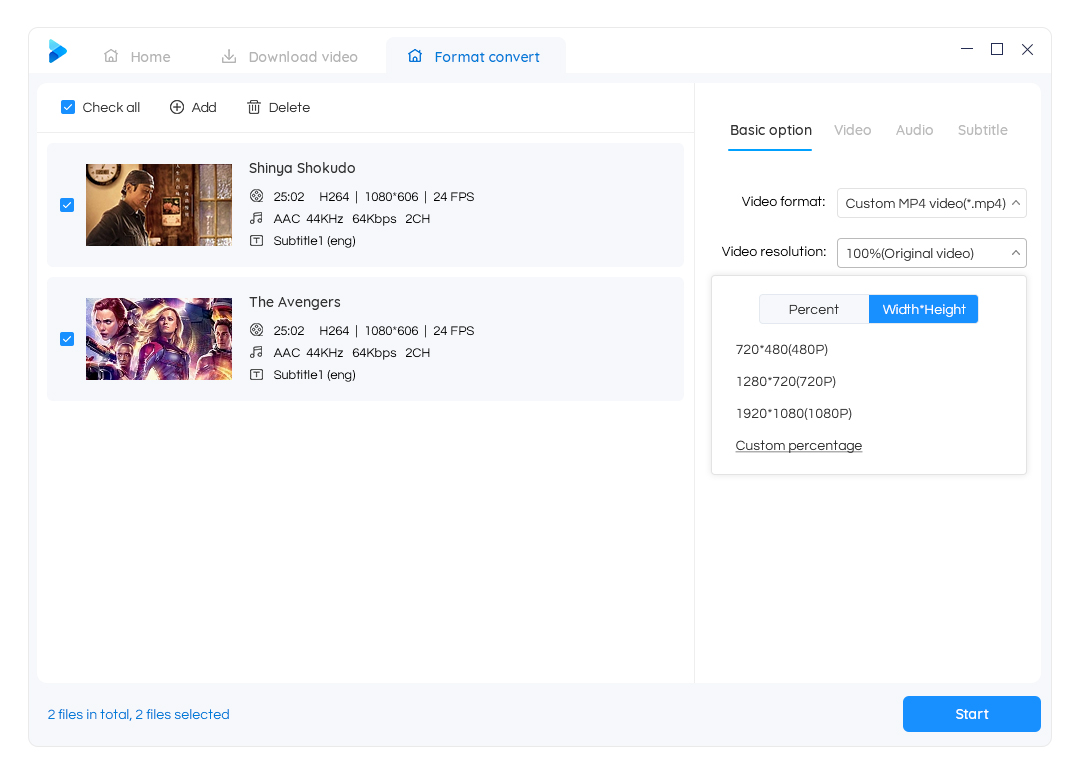 Home
Download video
Format convert
Check all
Add
Delete
Shinya Shokudo
25:02 H264 | 1080*606 | 24 FPS
AAC 44KHz 64Kbps 2CH
Subtitle1 (eng)
The Avengers
25:02 H264 | 1080*606 | 24 FPS
AAC 44KHz 64Kbps 2CH
Subtitle1 (eng)
Basic option
Video
Audio
Subtitle
Video format: Custom MP4 video(*.mp4)
Video resolution: 100%(Original video)
Percent
Width*Height
720*480(480P)
1280*720(720P)
1920*1080(1080P)
Custom percentage
2 files in total, 2 files selected
Start